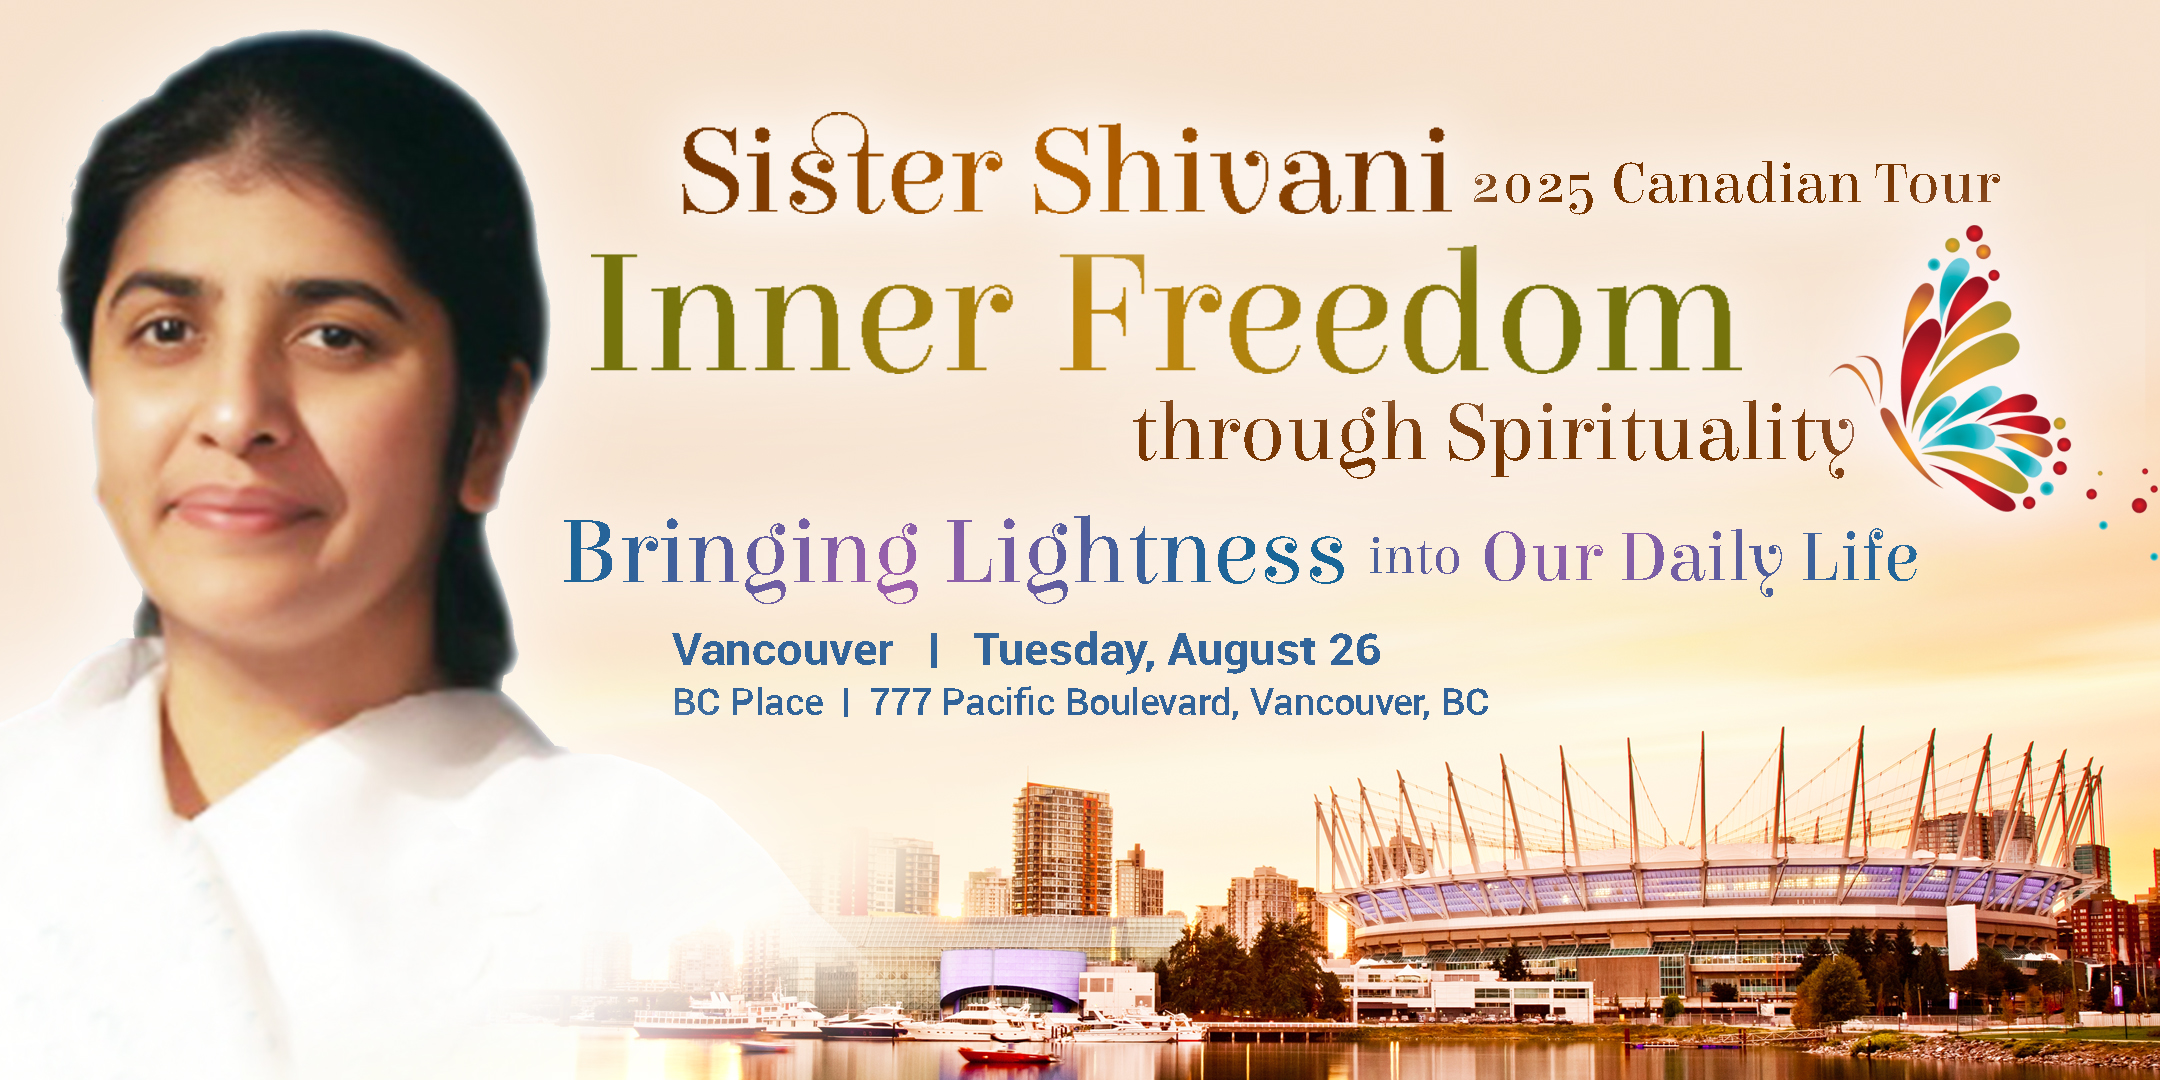 Sister Shivani 2025 Canadian Tour
Inner Freedom
through Spirituality
Bringing Lightness into Our Daily Life
Vancouver | Tuesday, August 26
BC Place | 777 Pacific Boulevard, Vancouver, BC